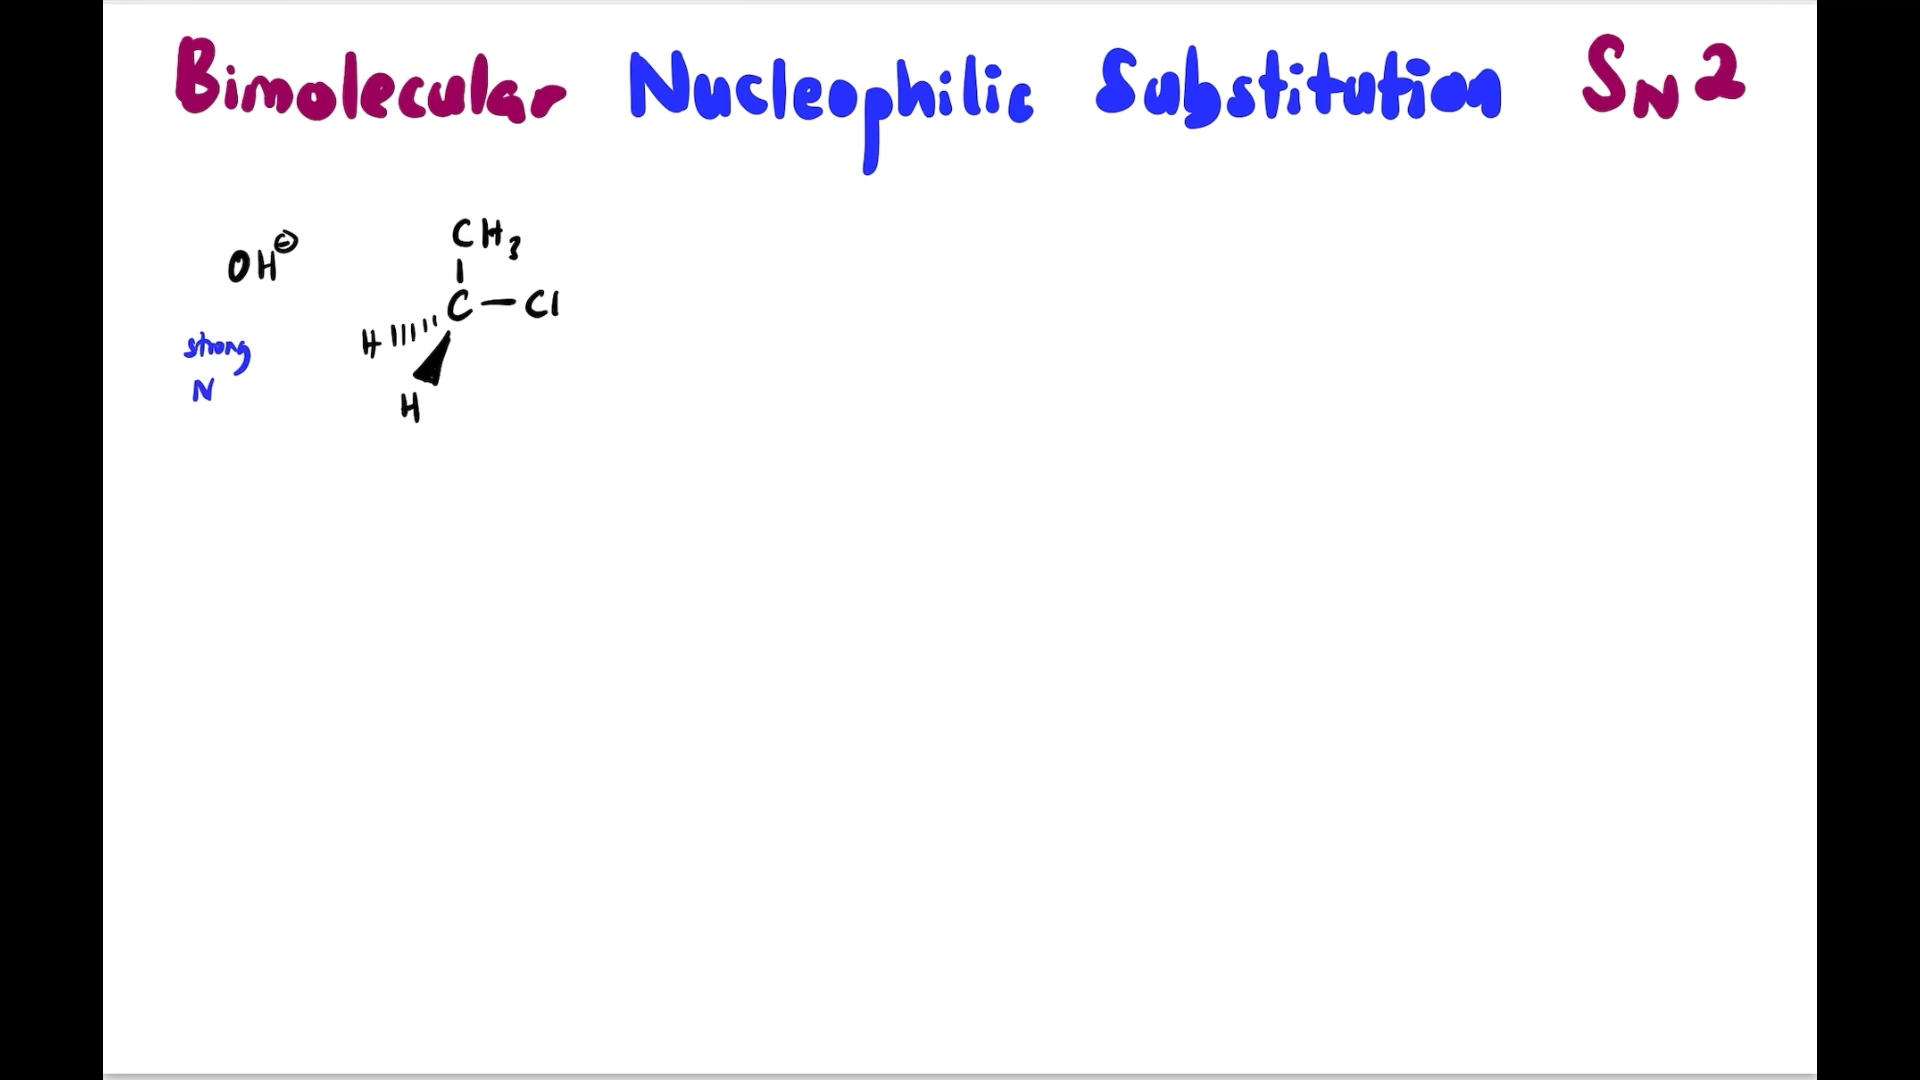 Bimolecular Nucleophilic Substitution SN2
OH⊖
CH3
C — Cl
H
H
strong
N